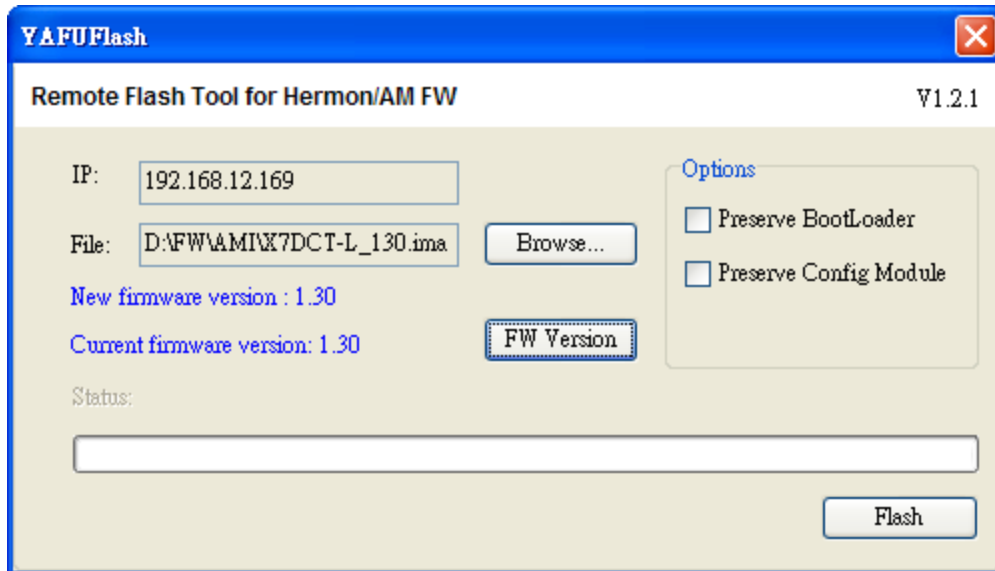 YAFUFlash
Remote Flash Tool for Hermon/AM FW V1.2.1
IP: 192.168.12.169
Options
Preserve BootLoader
File: D:\FW\AMI\X7DCT-L_130.ima Browse...
Preserve Config Module
New firmware version : 1.30
Current firmware version: 1.30 FW Version
Status:
Flash